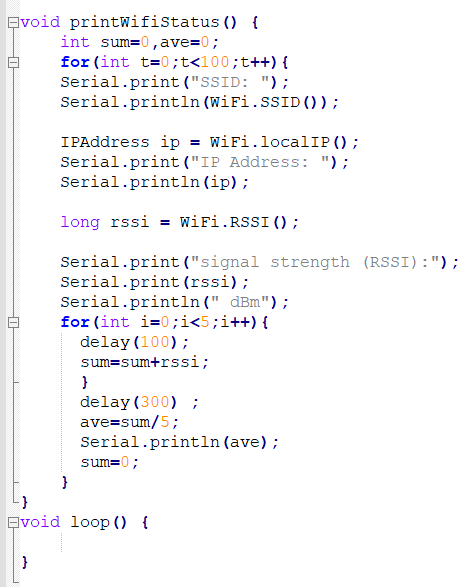 void printWifiStatus() {
    int sum=0,ave=0;
    for(int t=0;t<100;t++){
    Serial.print("SSID: ");
    Serial.println(WiFi.SSID());

    IPAddress ip = WiFi.localIP();
    Serial.print("IP Address: ");
    Serial.println(ip);

    long rssi = WiFi.RSSI();

    Serial.print("signal strength (RSSI):");
    Serial.print(rssi);
    Serial.println(" dBm");
    for(int i=0;i<5;i++){
      delay(100);
      sum=sum+rssi;
      }
      delay(300) ;
      ave=sum/5;
      Serial.println(ave);
      sum=0;
    }
}
void loop() {

}